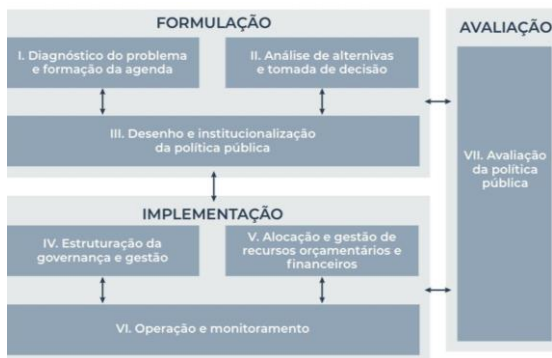 FORMULAÇÃO
I. Diagnóstico do problema
e formação da agenda
II. Análise de alternivas
e tomada de decisão
III. Desenho e institucionalização
da política pública
IMPLEMENTAÇÃO
IV. Estruturação da
governança e gestão
V. Alocação e gestão de
recursos orçamentários e
financeiros
VI. Operação e monitoramento
AVALIAÇÃO
VII. Avaliação
da política
pública